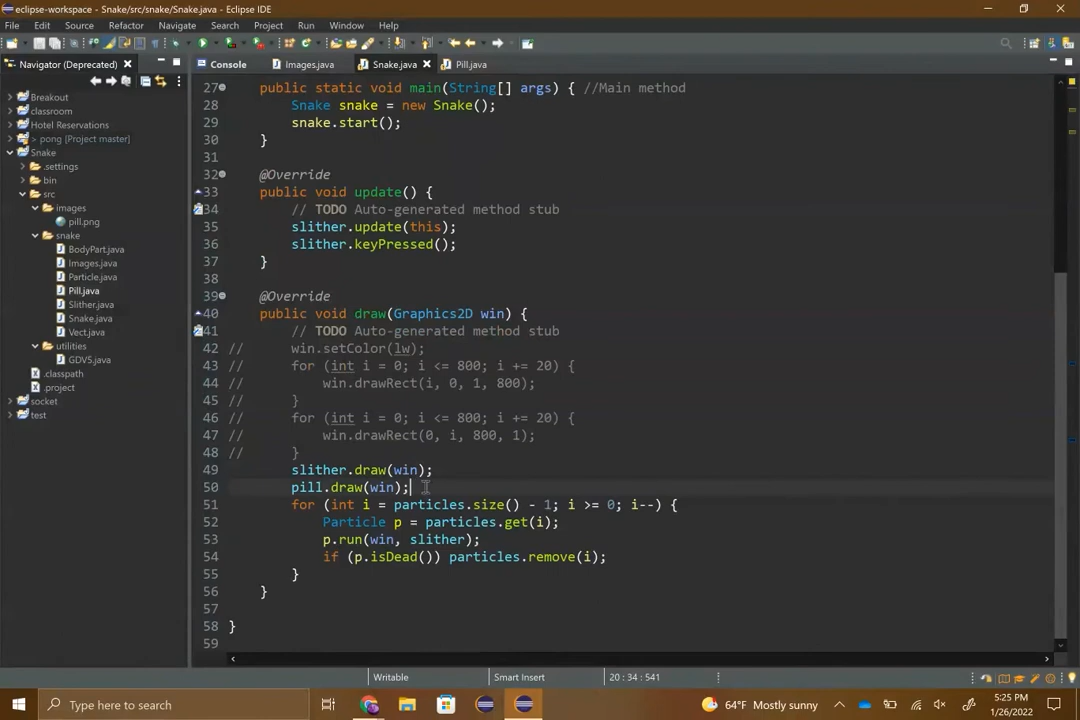 eclipse-workspace - Snake/src/snake/Snake.java - Eclipse IDE
File Edit Source Refactor Navigate Search Project Pill Run Window Help
Navigator (Deprecated)
Console Images.java Snake.java Pill.java
Breakout
classroom
Hotel Reservations
> pong [Project master]
Snake
.settings
bin
src
images
pill.png
snake
BodyPart.java
Images.java
Particle.java
Pill.java
Slither.java
Snake.java
Vect.java
utilities
GDV5.java
.classpath
.project
socket
test
27 public static void main(String[] args) { //Main method
28 Snake snake = new Snake();
29 snake.start();
30 }
31
32 @Override
33 public void update() {
34 // TODO Auto-generated method stub
35 slither.update(this);
36 slither.keyPressed();
37 }
38
39 @Override
40 public void draw(Graphics2D win) {
41 // TODO Auto-generated method stub
42 // win.setColor(lw);
43 // for (int i = 0; i <= 800; i += 20) {
44 // win.drawRect(i, 0, 1, 800);
45 // }
46 // for (int i = 0; i <= 800; i += 20) {
47 // win.drawRect(0, i, 800, 1);
48 // }
49 slither.draw(win);
50 pill.draw(win);
51 for (int i = particles.size() - 1; i >= 0; i--) {
52 Particle p = particles.get(i);
53 p.run(win, slither);
54 if (p.isDead()) particles.remove(i);
55 }
56 }
57
58 }
59
Writable Smart Insert 20 : 34 : 541
Type here to search
64°F Mostly sunny
5:25 PM
1/26/2022